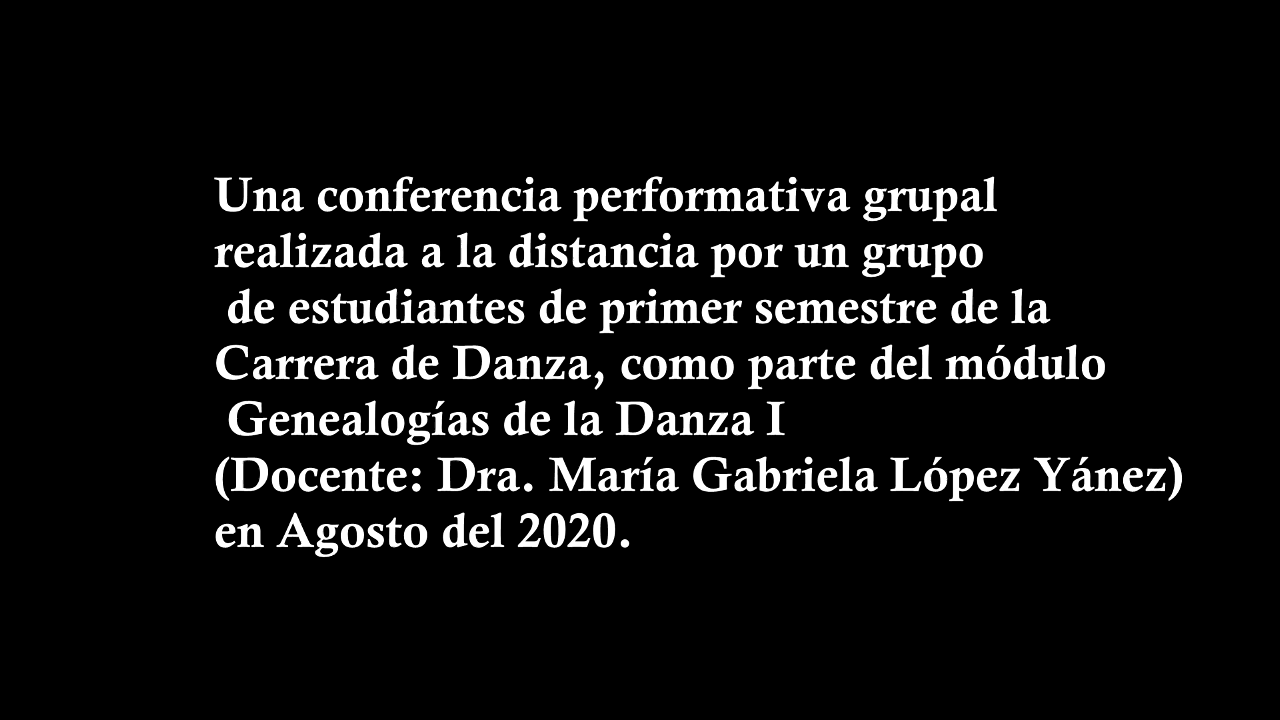 Una conferencia performativa grupal
realizada a la distancia por un grupo
de estudiantes de primer semestre de la
Carrera de Danza, como parte del módulo
Genealogías de la Danza I
(Docente: Dra. María Gabriela López Yánez)
en Agosto del 2020.